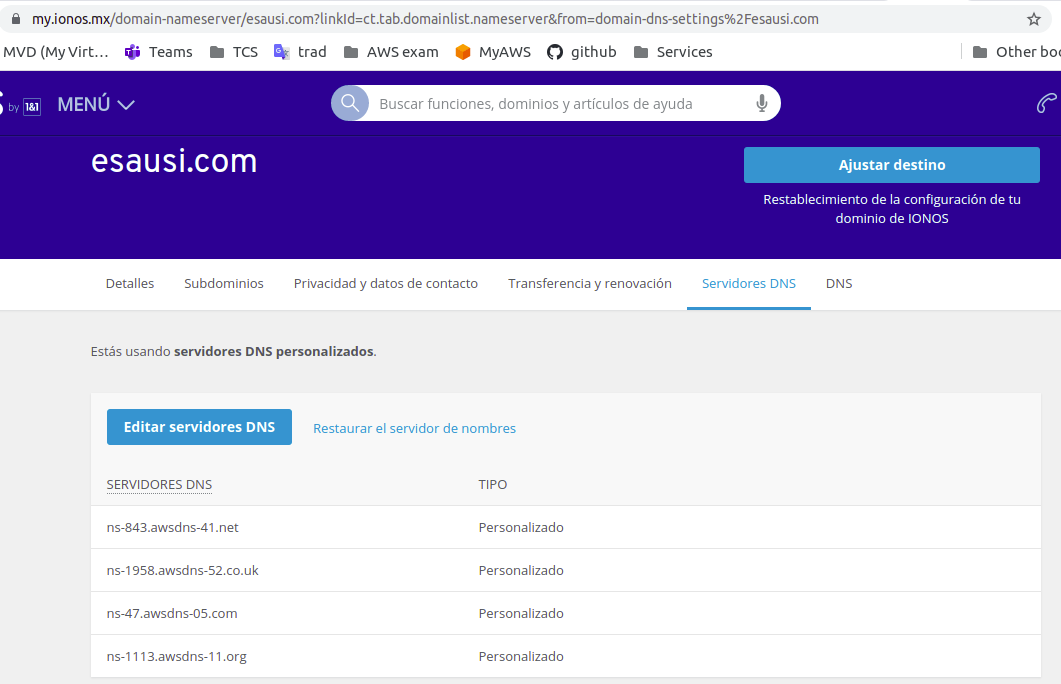 my.ionos.mx/domain-nameserver/esausi.com?linkId=ct.tab.domainlist.nameserver&from=domain-dns-settings%2Fesausi.com
MVD (My Virt... Teams TCS trad AWS exam MyAWS github Services Other boo
by 1&1 MENÚ Buscar funciones, dominios y artículos de ayuda
esausi.com
Ajustar destino
Restablecimiento de la configuración de tu
dominio de IONOS
Detalles Subdominios Privacidad y datos de contacto Transferencia y renovación Servidores DNS DNS
Estás usando servidores DNS personalizados.
Editar servidores DNS Restaurar el servidor de nombres
SERVIDORES DNS TIPO
ns-843.awsdns-41.net Personalizado
ns-1958.awsdns-52.co.uk Personalizado
ns-47.awsdns-05.com Personalizado
ns-1113.awsdns-11.org Personalizado